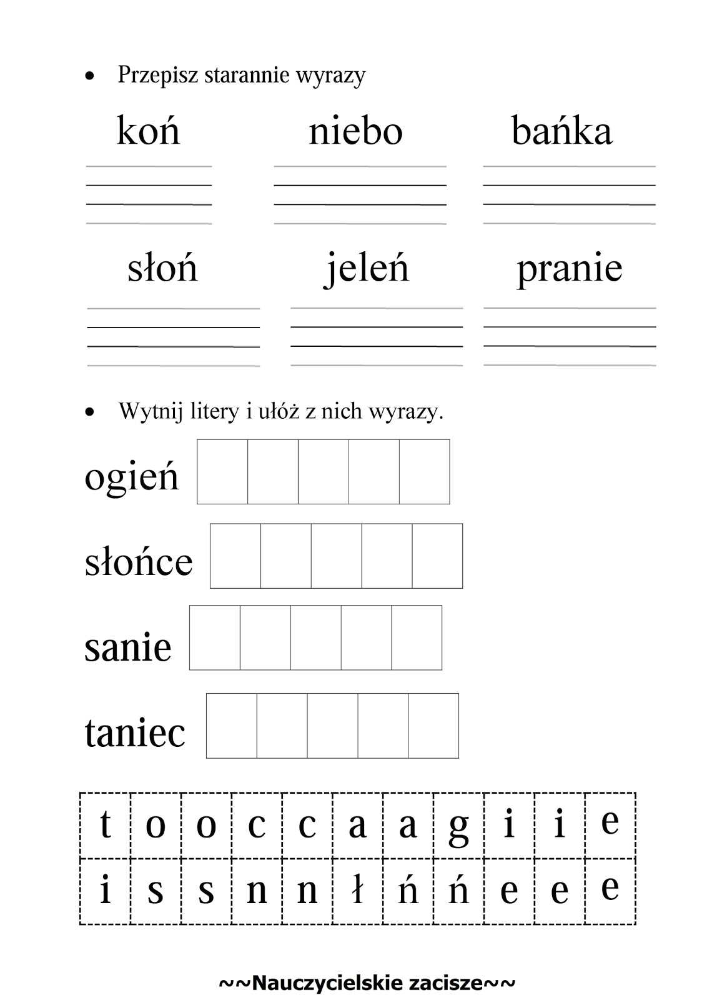 • Przepisz starannie wyrazy
koń niebo bańka
słoń jeleń pranie
• Wytnij litery i ułóż z nich wyrazy.
ogień
słońce
sanie
taniec
t o o c c a a g i i e
i s s n n ł ń ń e e e
~~Nauczycielskie zacisze~~